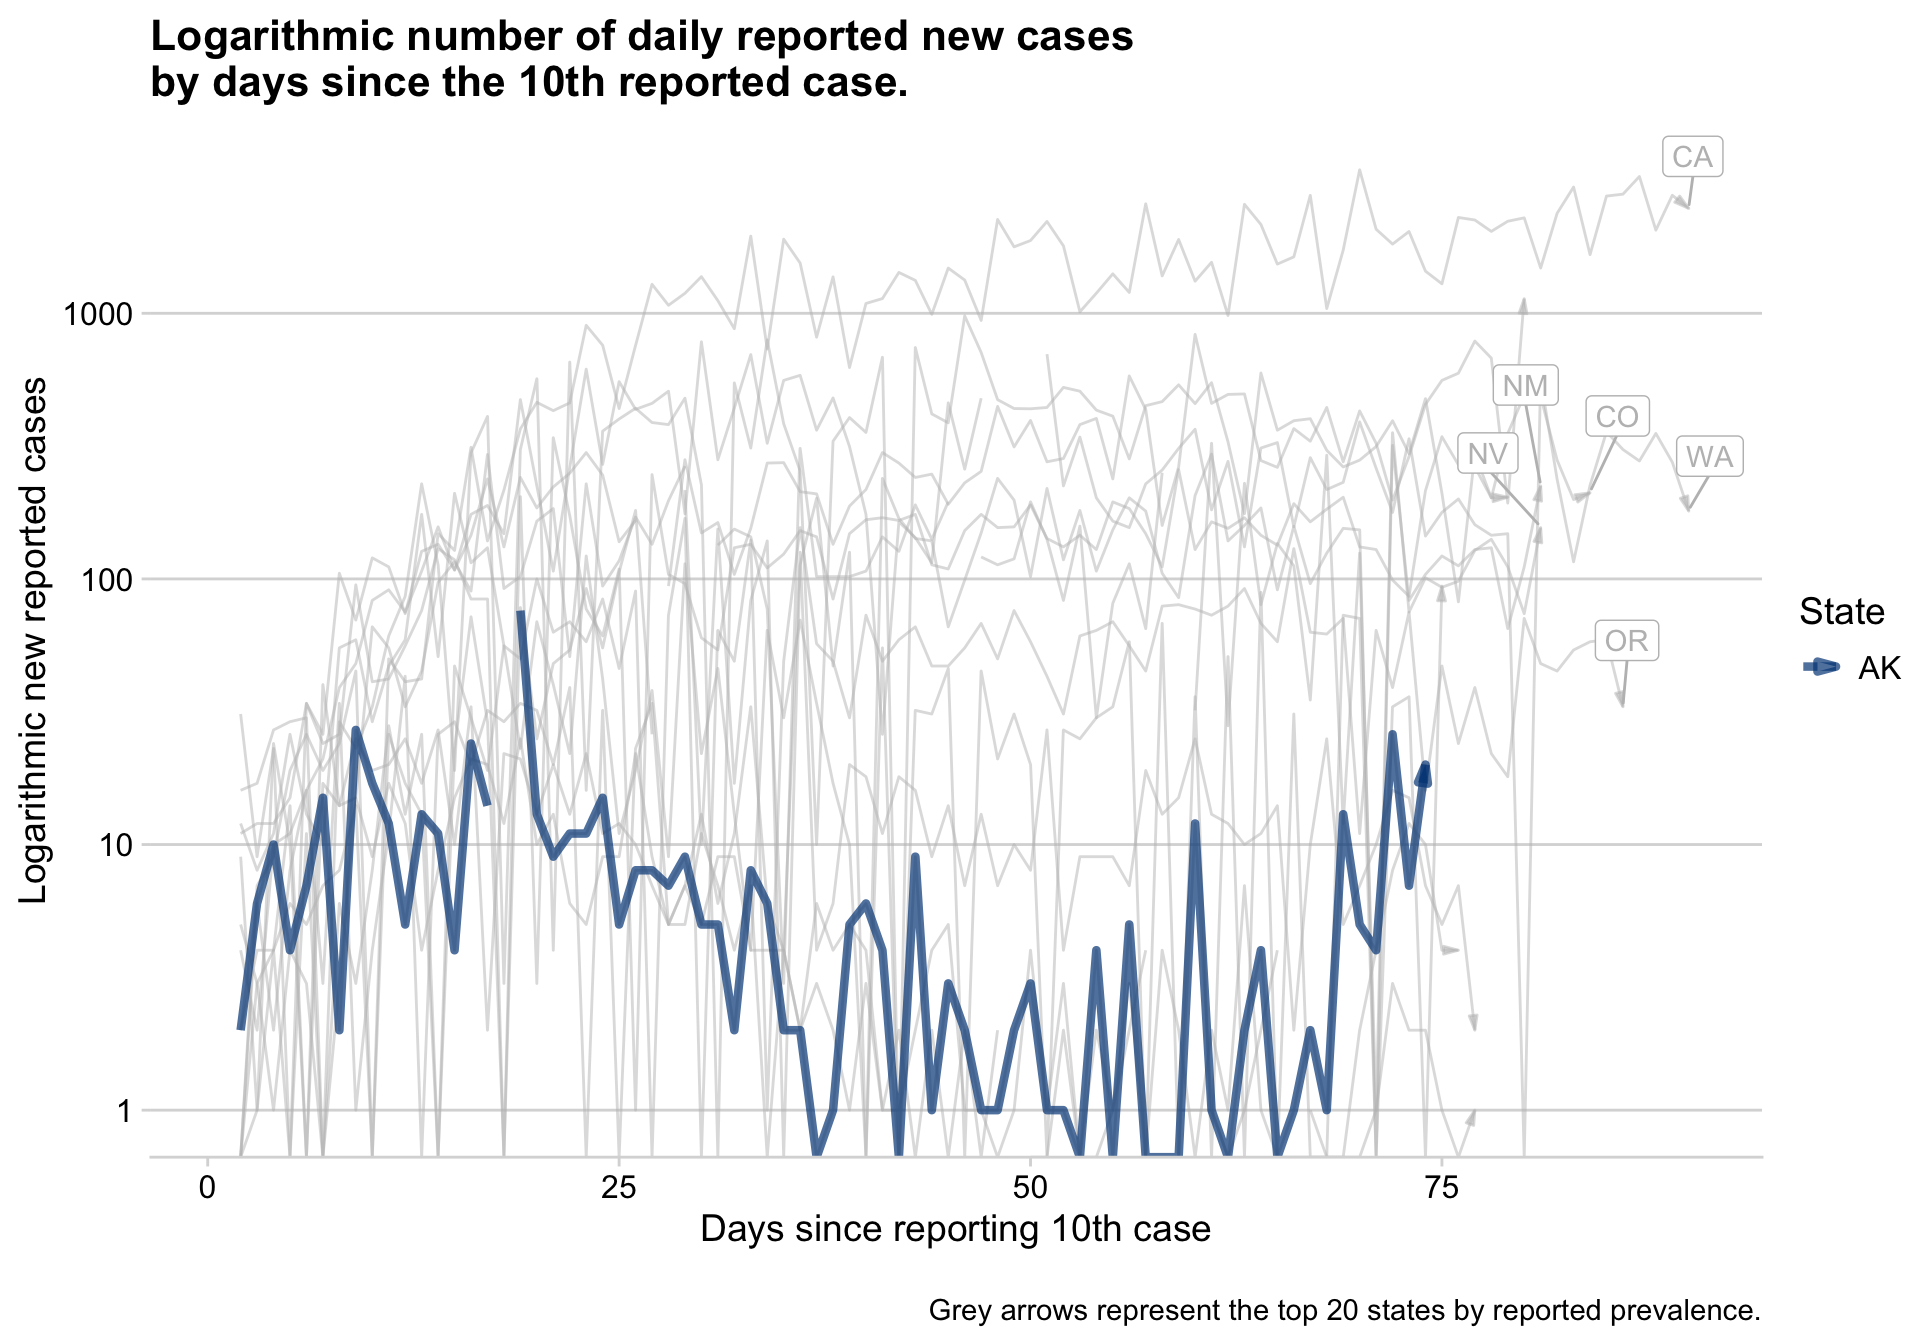 Logarithmic number of daily reported new cases
by days since the 10th reported case.
Logarithmic new reported cases
1000
100
10
1
CA
NM
CO
NV
WA
OR
State
AK
0
25
50
75
Days since reporting 10th case
Grey arrows represent the top 20 states by reported prevalence.